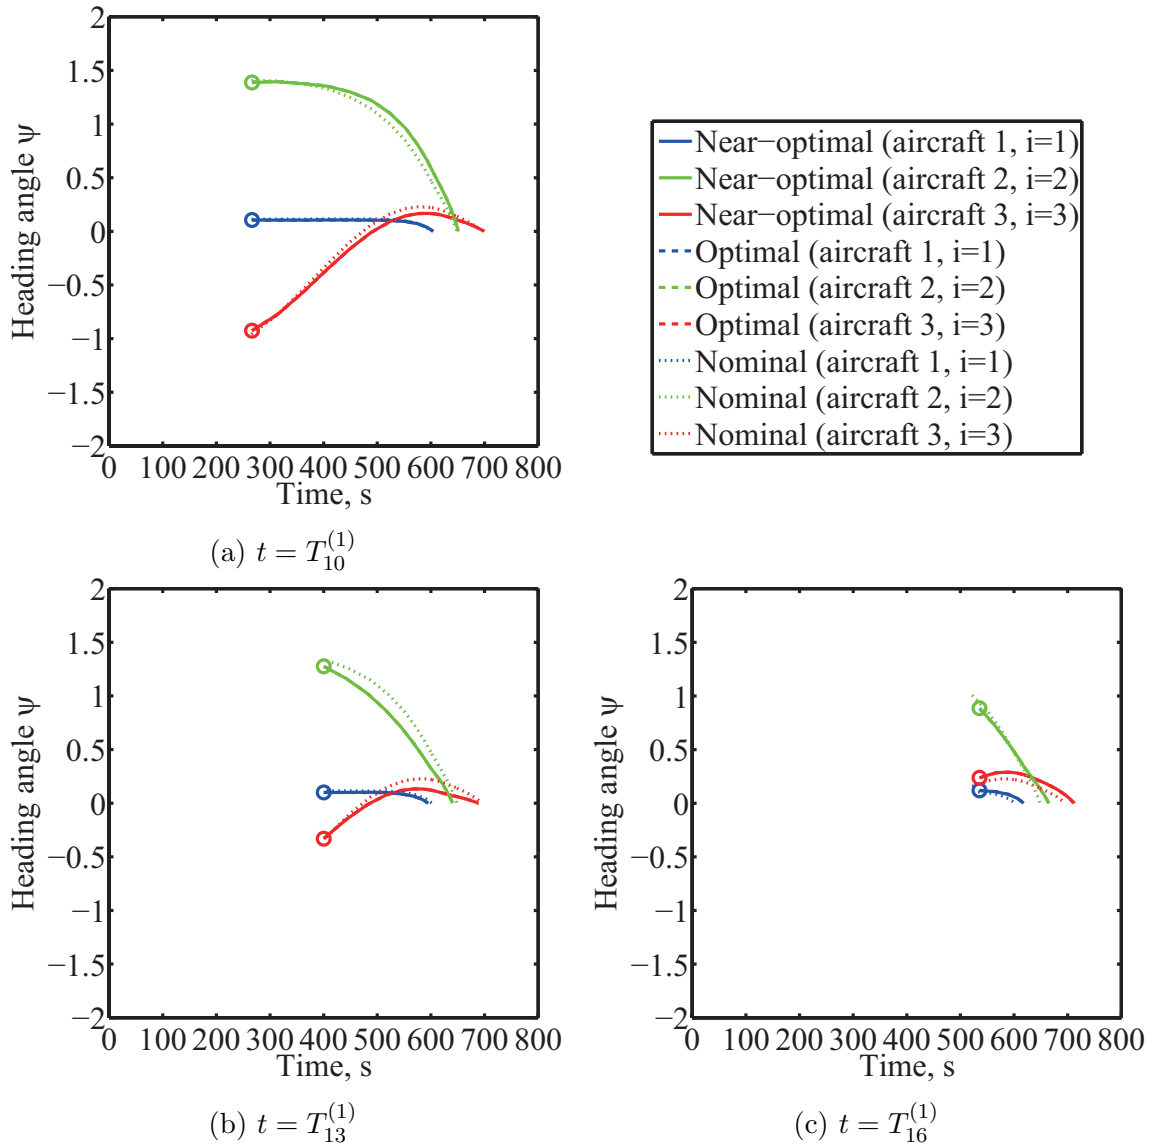 2
1.5
1
0.5
0
−0.5
−1
−1.5
−2
Heading angle ψ
0 100 200 300 400 500 600 700 800
Time, s
(a) t = T_{10}^{(1)}
Near−optimal (aircraft 1, i=1)
Near−optimal (aircraft 2, i=2)
Near−optimal (aircraft 3, i=3)
Optimal (aircraft 1, i=1)
Optimal (aircraft 2, i=2)
Optimal (aircraft 3, i=3)
Nominal (aircraft 1, i=1)
Nominal (aircraft 2, i=2)
Nominal (aircraft 3, i=3)
2
1.5
1
0.5
0
−0.5
−1
−1.5
−2
Heading angle ψ
0 100 200 300 400 500 600 700 800
Time, s
(b) t = T_{13}^{(1)}
2
1.5
1
0.5
0
−0.5
−1
−1.5
−2
Heading angle ψ
0 100 200 300 400 500 600 700 800
Time, s
(c) t = T_{16}^{(1)}